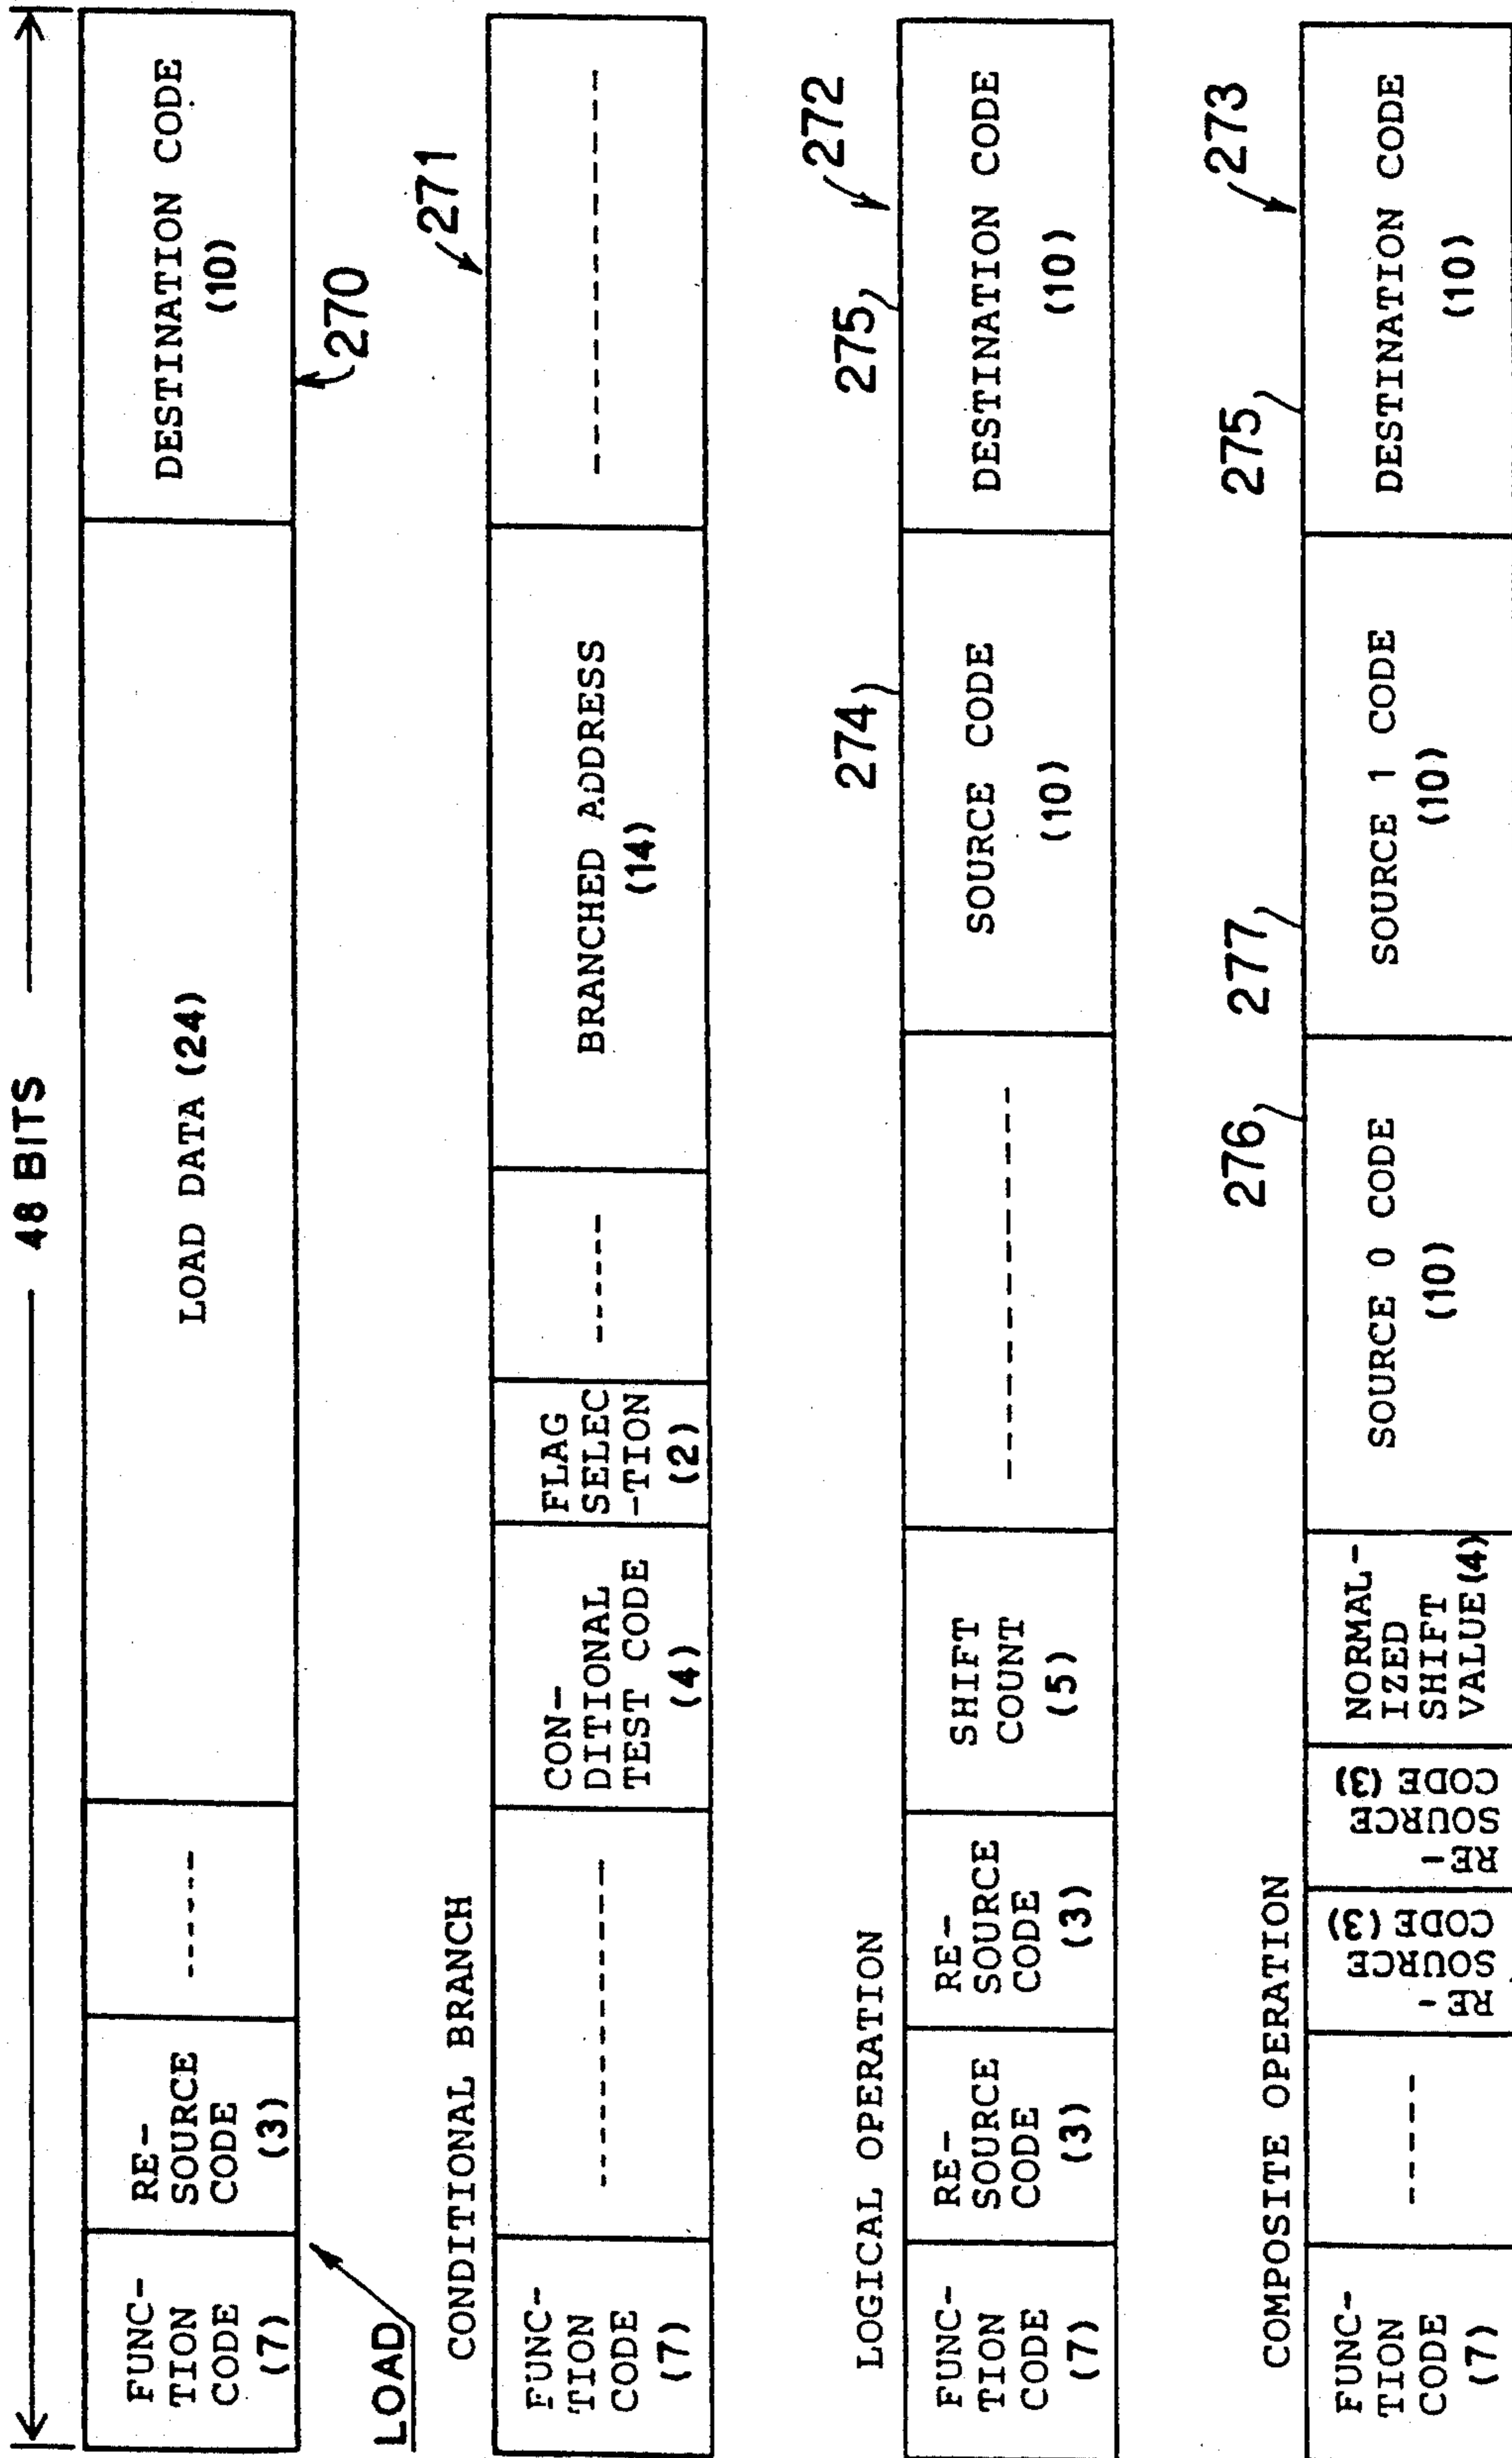 48 BITS
FUNC-
TION
CODE
(7)
RE-
SOURCE
CODE
(3)
-----
LOAD DATA (24)
DESTINATION CODE
(10)
LOAD
270
CONDITIONAL BRANCH
271
FUNC-
TION
CODE
(7)
-------------
CON-
DITIONAL
TEST CODE
(4)
FLAG
SELEC
-TION
(2)
------
BRANCHED ADDRESS
(14)
----------------
LOGICAL OPERATION
274
275
272
FUNC-
TION
CODE
(7)
RE-
SOURCE
CODE
(3)
RE-
SOURCE
CODE
(3)
SHIFT
COUNT
(5)
----------------
SOURCE CODE
(10)
DESTINATION CODE
(10)
COMPOSITE OPERATION
276
277
275
273
FUNC-
TION
CODE
(7)
-----
RE-
SOURCE
CODE (3)
RE-
SOURCE
CODE (3)
NORMAL-
IZED
SHIFT
VALUE (4)
SOURCE 0 CODE
(10)
SOURCE 1 CODE
(10)
DESTINATION CODE
(10)